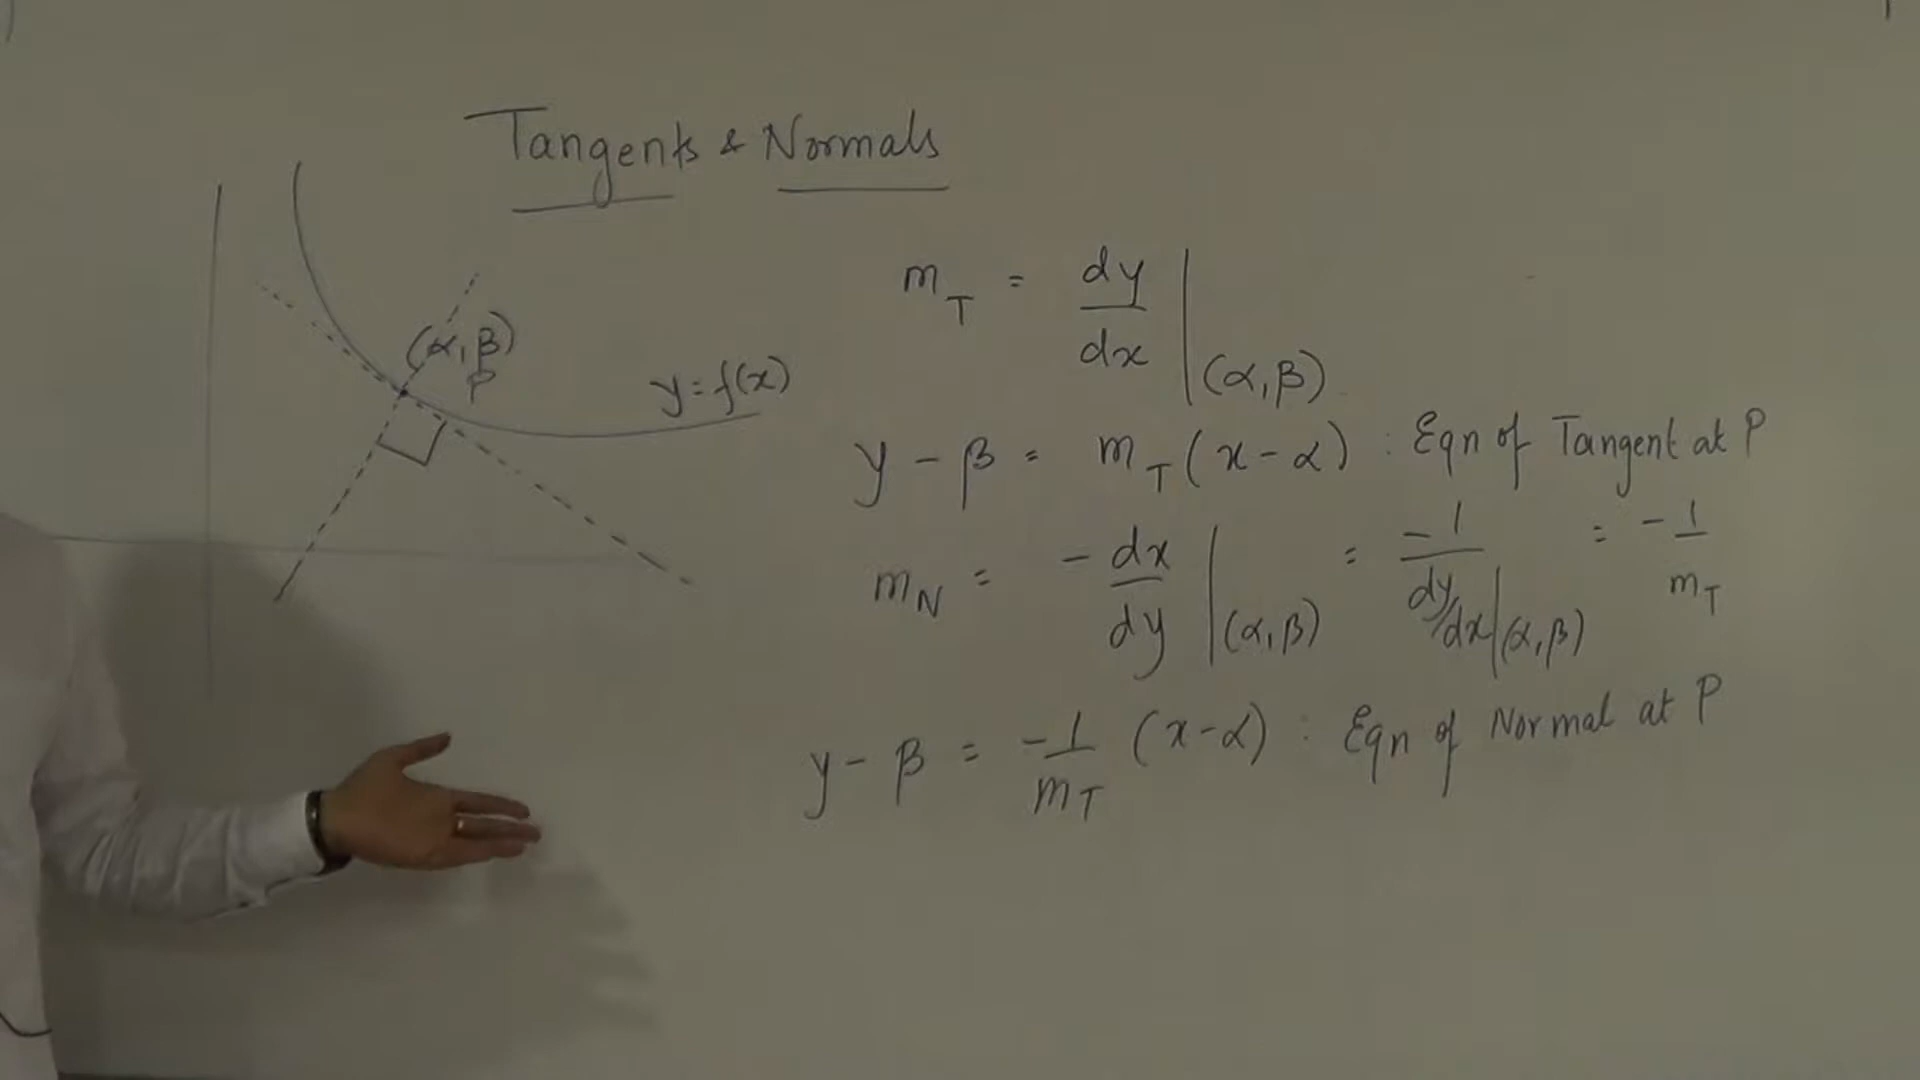 Tangents & Normals
(α, β)
P
y = f(x)
m_T = dy/dx |(α, β)
y - β = m_T (x - α) : Eqn of Tangent at P
m_N = - dx/dy |(α, β) = -1 / dy/dx |(α, β) = - 1/m_T
y - β = -1/m_T (x - α) : Eqn of Normal at P